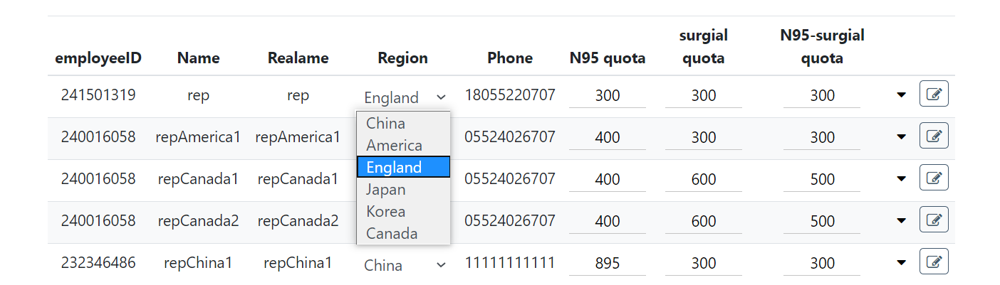 employeeID Name Realame Region Phone N95 quota surgial quota N95-surgial quota
241501319 rep rep England 18055220707 300 300 300
China
240016058 repAmerica1 repAmerica1 America 05524026707 400 300 300
England
240016058 repCanada1 repCanada1 Japan 05524026707 400 600 500
Korea
240016058 repCanada2 repCanada2 Canada 05524026707 400 600 500
232346486 repChina1 repChina1 China 11111111111 895 300 300